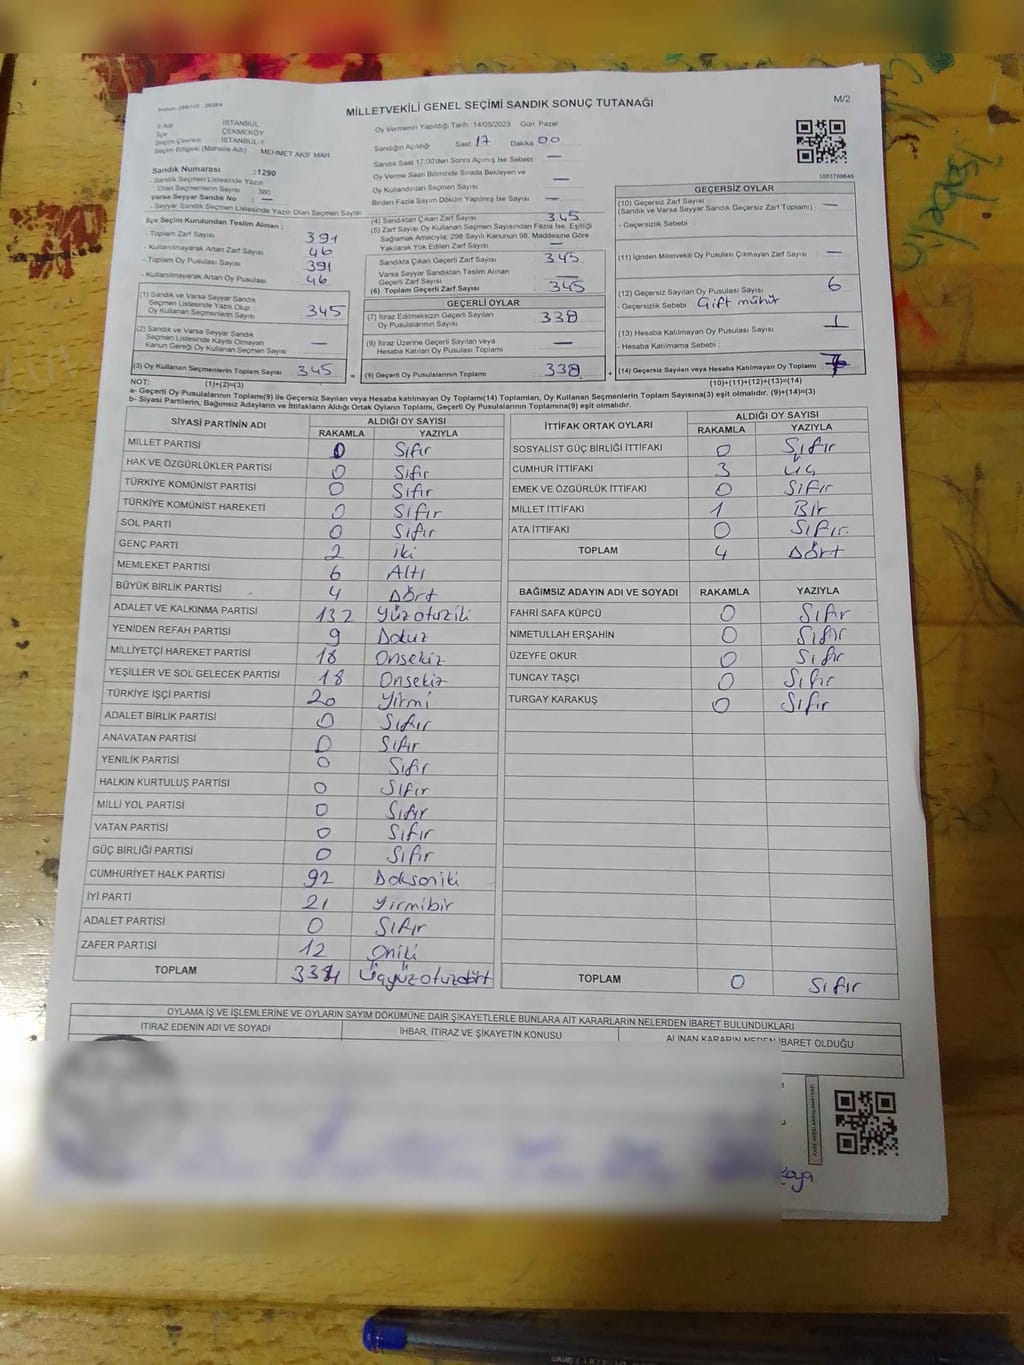 MİLLETVEKİLİ GENEL SEÇİMİ SANDIK SONUÇ TUTANAĞI
M/2
İl Adı : İSTANBUL
İlçe : ÇEKMEKÖY
Seçim Çevresi : İSTANBUL-1
Seçim Bölgesi (Mahalle Adı) : MEHMET AKİF MAH.
Sandık Numarası : 1290
- Sandık Seçmen Listesinde Yazılı
Olan Seçmenlerin Sayısı : 380
Varsa Seyyar Sandık No —
- Seyyar Sandık Seçmen Listesinde Yazılı Olan Seçmen Sayısı
Oy Vermenin Yapıldığı Tarih : 14/05/2023 Gün: Pazar
Sandığın Açıldığı Saat 17 Dakika 00
Sandık Saat 17:00'den Sonra Açılmış İse Sebebi : —
Oy Verme Saati Bitiminde Sırada Bekleyen ve
Oy Kullandırılan Seçmen Sayısı —
Birden Fazla Sayım Döküm Yapılmış İse Sebebi —
İlçe Seçim Kurulundan Teslim Alınan ;
- Toplam Zarf Sayısı 391
- Kullanılmayarak Artan Zarf Sayısı 46
- Toplam Oy Pusulası Sayısı 391
- Kullanılmayarak Artan Oy Pusulası 46
(1) Sandık ve Varsa Seyyar Sandık
Seçmen Listesinde Yazılı Olup
Oy Kullanan Seçmenlerin Sayısı 345
(2) Sandık ve Varsa Seyyar Sandık
Seçmen Listesinde Kaydı Olmayan
Kanun Gereği Oy Kullanan Seçmen Sayısı —
(3) Oy Kullanan Seçmenlerin Toplam Sayısı 345
(4) Sandıktan Çıkan Zarf Sayısı 345
(5) Zarf Sayısı Oy Kullanan Seçmen Sayısından Fazla İse, Eşitliği
Sağlamak Amacıyla; 298 Sayılı Kanunun 98. Maddesine Göre
Yakılarak Yok Edilen Zarf Sayısı —
Sandıkta Çıkan Geçerli Zarf Sayısı 345
Varsa Seyyar Sandıktan Teslim Alınan
Geçerli Zarf Sayısı —
(6) Toplam Geçerli Zarf Sayısı 345
GEÇERLİ OYLAR
(7) İtiraz Edilmeksizin Geçerli Sayılan
Oy Pusulalarının Sayısı 338
(8) İtiraz Üzerine Geçerli Sayılan veya
Hesaba Katılan Oy Pusulası Toplamı —
= (9) Geçerli Oy Pusulalarının Toplamı 338
GEÇERSİZ OYLAR
(10) Geçersiz Zarf Sayısı
(Sandık ve Varsa Seyyar Sandık Geçersiz Zarf Toplamı) —
- Geçersizlik Sebebi
(11) İçinden Milletvekili Oy Pusulası Çıkmayan Zarf Sayısı —
(12) Geçersiz Sayılan Oy Pusulası Sayısı 6
- Geçersizlik Sebebi Çift mühür
(13) Hesaba Katılmayan Oy Pusulası Sayısı 1
- Hesaba Katılmama Sebebi :
+ (14) Geçersiz Sayılan veya Hesaba Katılmayan Oy Toplamı 7
NOT: (1)+(2)=(3) (10)+(11)+(12)+(13)=(14)
a- Geçerli Oy Pusulaları Toplamı(9) ile Geçersiz Sayılan veya Hesaba Katılmayan Oy Toplamı(14) Toplamları, Oy Kullanan Seçmenlerin Toplam Sayısına(3) eşit olmalıdır. (9)+(14)=(3)
b- Siyasi Partilerin, Bağımsız Adayların ve İttifakların Aldığı Ortak Oyların Toplamı, Geçerli Oy Pusulalarının Toplamına(9) eşit olmalıdır.
SİYASİ PARTİNİN ADI ALDIĞI OY SAYISI
RAKAMLA YAZIYLA
MİLLET PARTİSİ 0 Sıfır
HAK VE ÖZGÜRLÜKLER PARTİSİ 0 Sıfır
TÜRKİYE KOMÜNİST PARTİSİ 0 Sıfır
TÜRKİYE KOMÜNİST HAREKETİ 0 Sıfır
SOL PARTİ 0 Sıfır
GENÇ PARTİ 2 iki
MEMLEKET PARTİSİ 6 Altı
BÜYÜK BİRLİK PARTİSİ 4 Dört
ADALET VE KALKINMA PARTİSİ 132 Yüzotuziki
YENİDEN REFAH PARTİSİ 9 Dokuz
MİLLİYETÇİ HAREKET PARTİSİ 18 Onsekiz
YEŞİLLER VE SOL GELECEK PARTİSİ 18 Onsekiz
TÜRKİYE İŞÇİ PARTİSİ 20 Yirmi
ADALET BİRLİK PARTİSİ 0 Sıfır
ANAVATAN PARTİSİ 0 Sıfır
YENİLİK PARTİSİ 0 Sıfır
HALKIN KURTULUŞ PARTİSİ 0 Sıfır
MİLLİ YOL PARTİSİ 0 Sıfır
VATAN PARTİSİ 0 Sıfır
GÜÇ BİRLİĞİ PARTİSİ 0 Sıfır
CUMHURİYET HALK PARTİSİ 92 Doksaniki
İYİ PARTİ 21 Yirmibir
ADALET PARTİSİ 0 Sıfır
ZAFER PARTİSİ 12 Oniki
TOPLAM 334 Üçyüzotuzdört
İTTİFAK ORTAK OYLARI ALDIĞI OY SAYISI
RAKAMLA YAZIYLA
SOSYALİST GÜÇ BİRLİĞİ İTTİFAKI 0 Sıfır
CUMHUR İTTİFAKI 3 Üç
EMEK VE ÖZGÜRLÜK İTTİFAKI 0 Sıfır
MİLLET İTTİFAKI 1 Bir
ATA İTTİFAKI 0 Sıfır.
TOPLAM 4 Dört
BAĞIMSIZ ADAYIN ADI VE SOYADI RAKAMLA YAZIYLA
FAHRİ SAFA KÜPCÜ 0 Sıfır
NİMETULLAH ERŞAHİN 0 Sıfır
ÜZEYFE OKUR 0 Sıfır
TUNCAY TAŞÇI 0 Sıfır
TURGAY KARAKUŞ 0 Sıfır
TOPLAM 0 Sıfır
OYLAMA İŞ VE İŞLEMLERİNE VE OYLARIN SAYIM DÖKÜMÜNE DAİR ŞİKAYETLERLE BUNLARA AİT KARARLARIN NELERDEN İBARET BULUNDUKLARI
İTİRAZ EDENİN ADI VE SOYADI İHBAR, İTİRAZ VE ŞİKAYETİN KONUSU ALINAN KARARIN NEDEN İBARET OLDUĞU